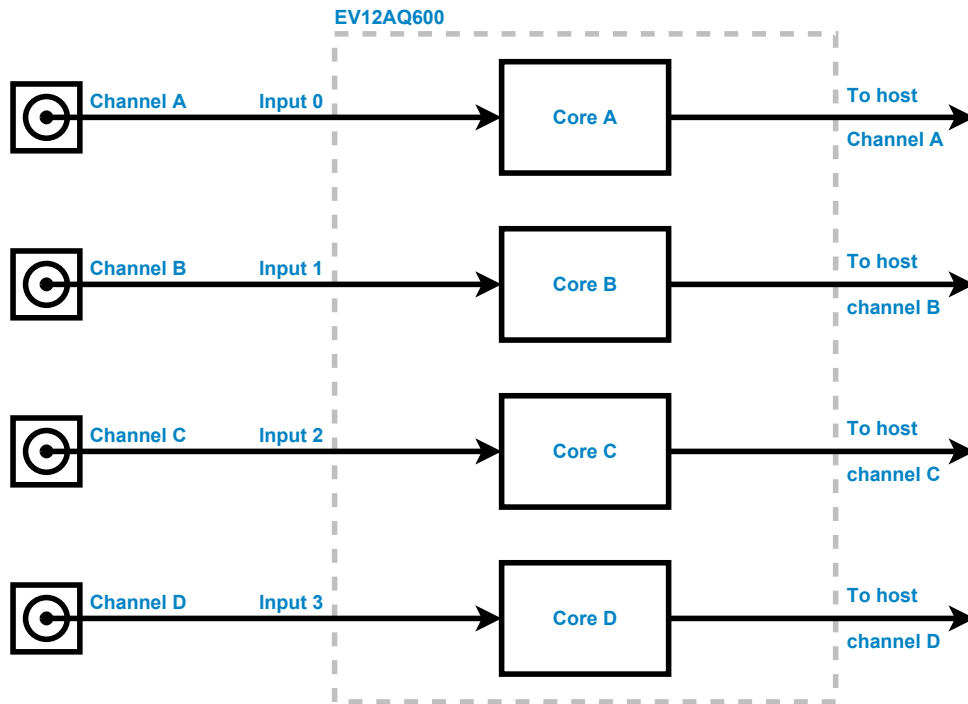 EV12AQ600
Channel A
Input 0
Core A
To host
Channel A
Channel B
Input 1
Core B
To host
channel B
Channel C
Input 2
Core C
To host
channel C
Channel D
Input 3
Core D
To host
channel D